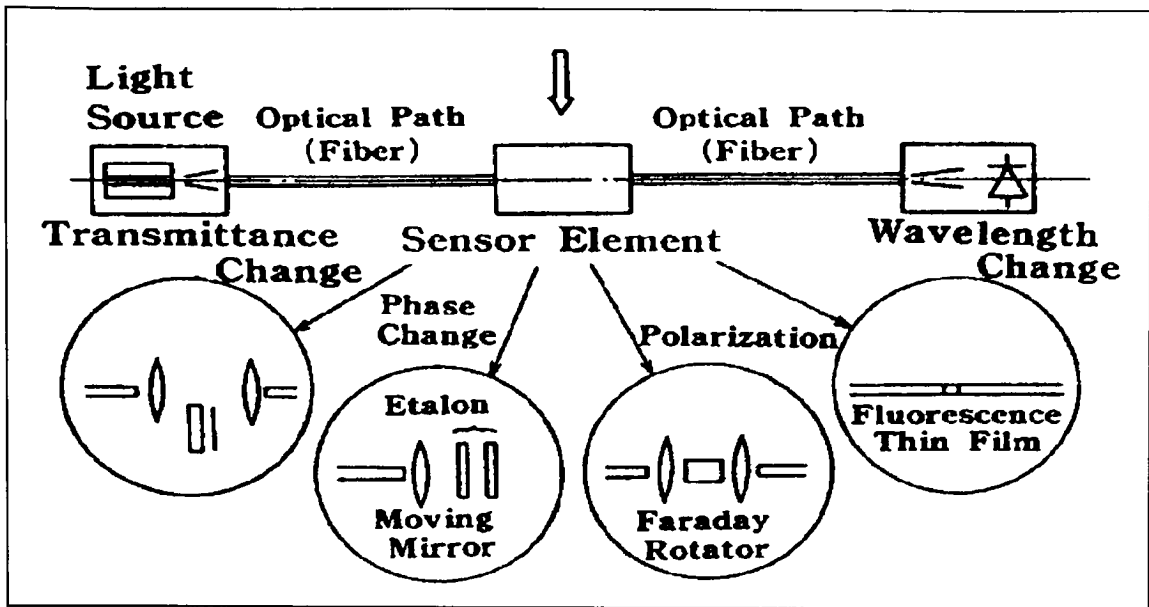 Light
Source
Optical Path
(Fiber)
Optical Path
(Fiber)
Transmittance
Change
Sensor Element
Wavelength
Change
Phase
Change
Polarization
Etalon
Moving
Mirror
Faraday
Rotator
Fluorescence
Thin Film